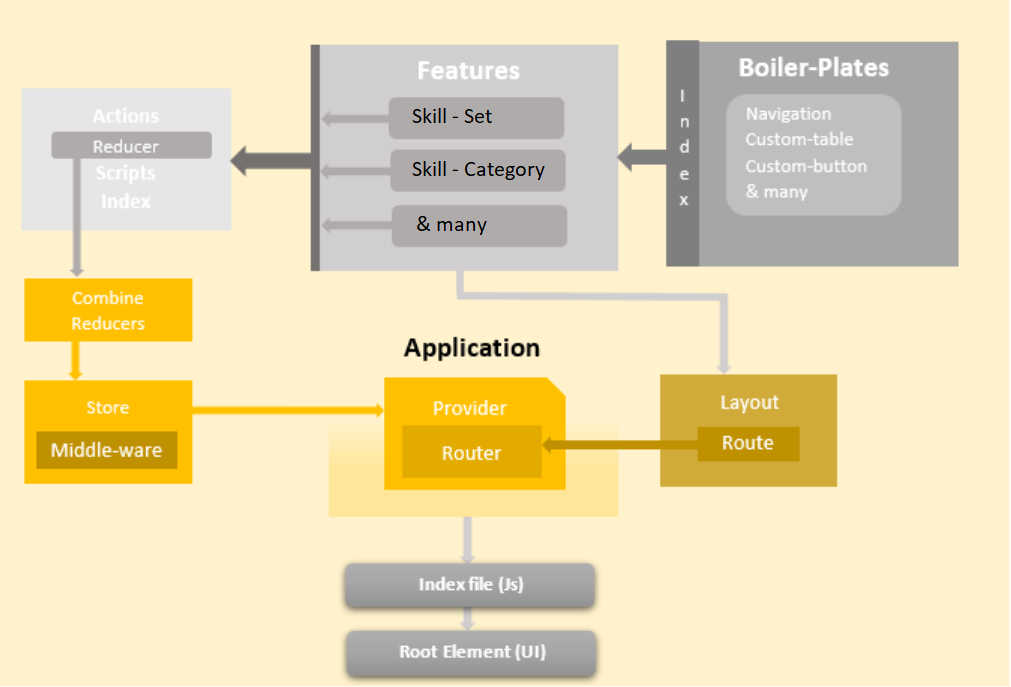 Features
Skill - Set
Skill - Category
& many
Boiler-Plates
Index
Navigation
Custom-table
Custom-button
& many
Actions
Reducer
Scripts
Index
Combine
Reducers
Store
Middle-ware
Application
Provider
Router
Layout
Route
Index file (Js)
Root Element (UI)